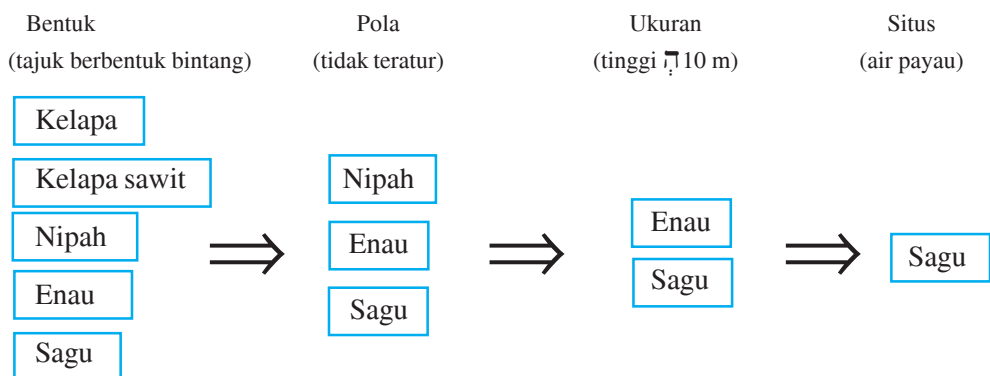 Bentuk
(tajuk berbentuk bintang)
Kelapa
Kelapa sawit
Nipah
Enau
Sagu
Pola
(tidak teratur)
Nipah
Enau
Sagu
Ukuran
(tinggi הְ 10 m)
Enau
Sagu
Situs
(air payau)
Sagu